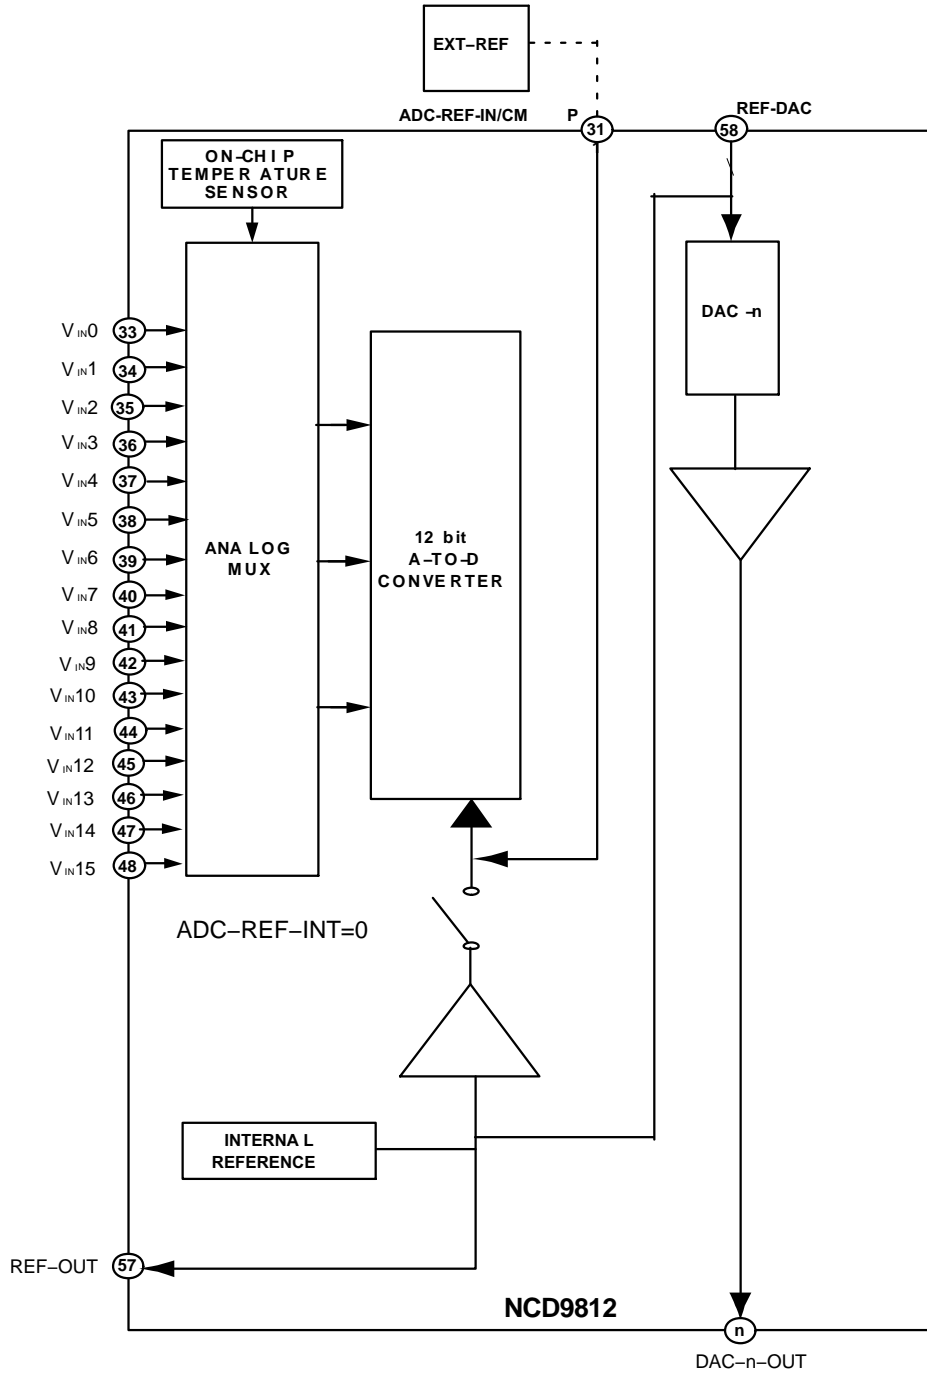 EXT–REF
ADC-REF-IN/CM
P
31
REF-DAC
58
ON–CHIP
TEMPERATURE
SENSOR
DAC –n
VIN0 33
VIN1 34
VIN2 35
VIN3 36
VIN4 37
VIN5 38
VIN6 39
VIN7 40
VIN8 41
VIN9 42
VIN10 43
VIN11 44
VIN12 45
VIN13 46
VIN14 47
VIN15 48
ANALOG
MUX
12 bit
A–TO–D
CONVERTER
ADC–REF–INT=0
INTERNAL
REFERENCE
REF–OUT 57
NCD9812
n
DAC–n–OUT